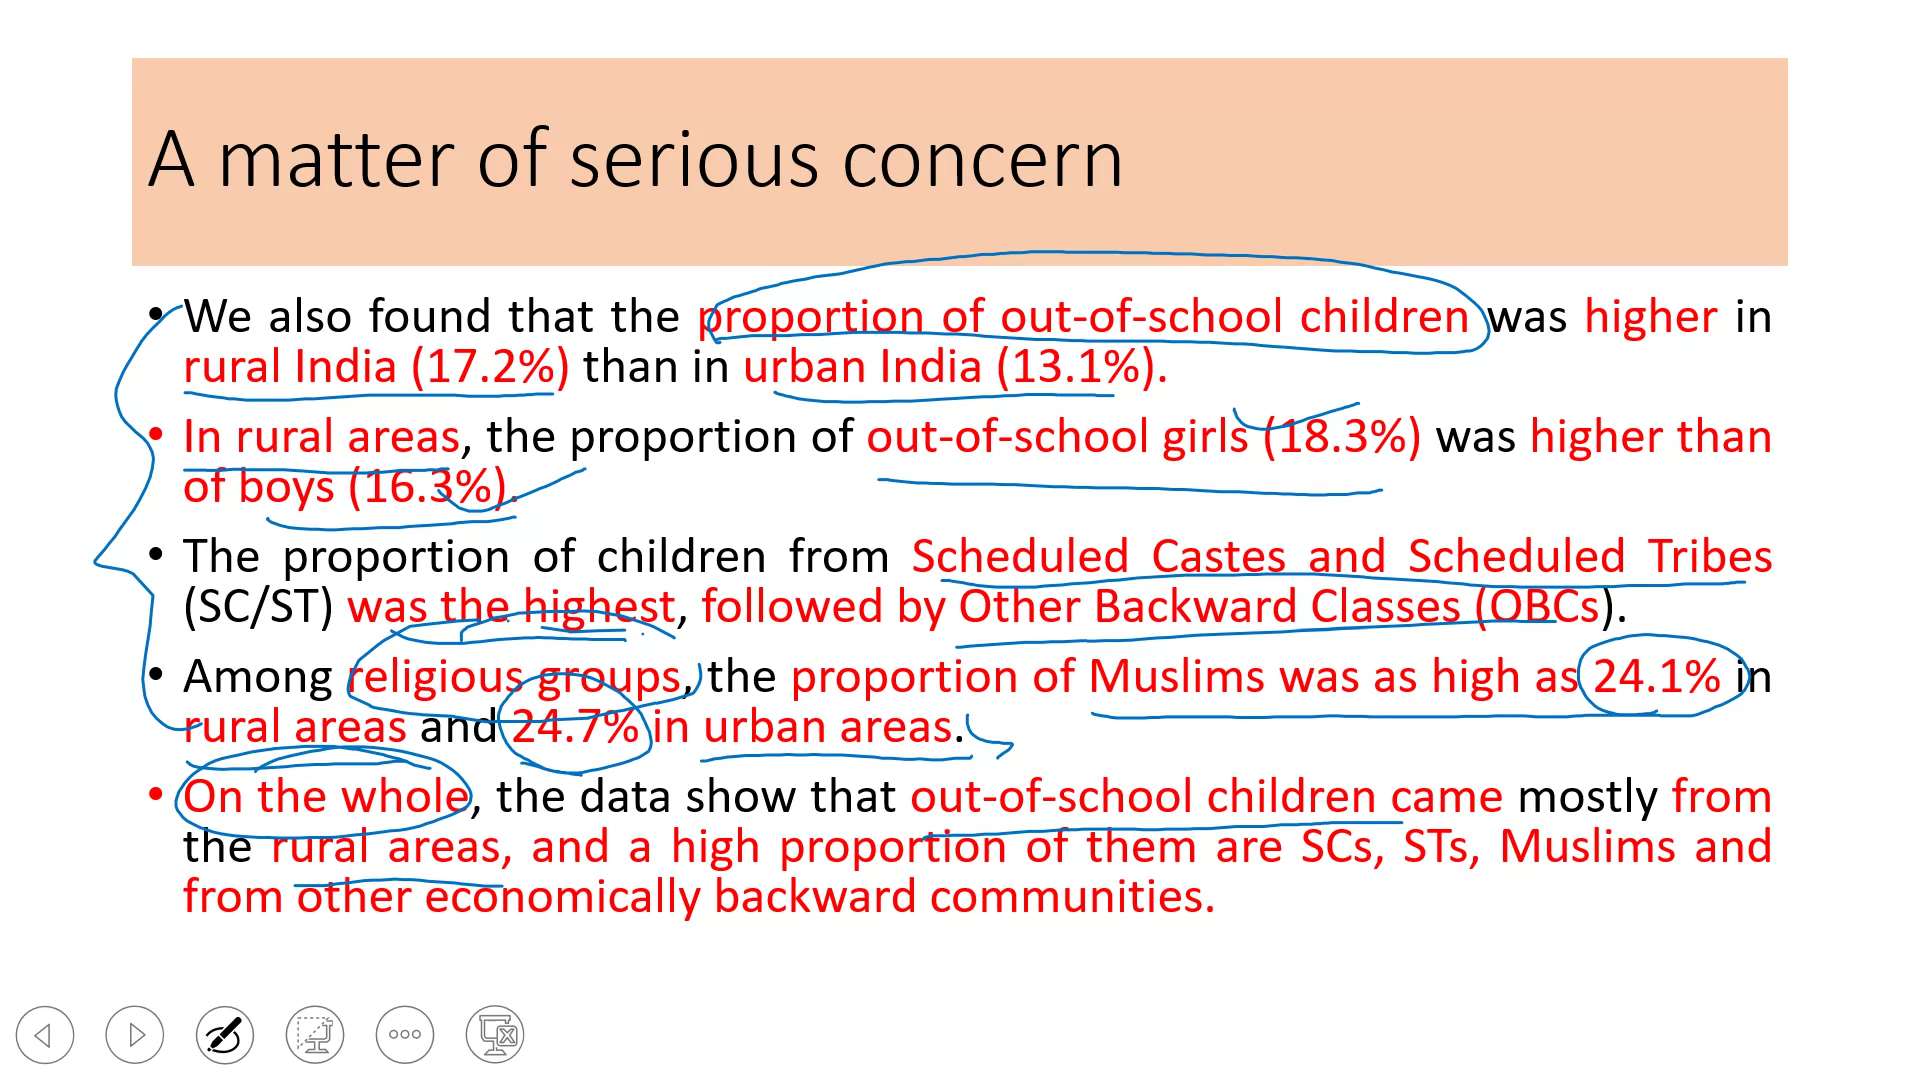 A matter of serious concern
• We also found that the proportion of out-of-school children was higher in
rural India (17.2%) than in urban India (13.1%).
• In rural areas, the proportion of out-of-school girls (18.3%) was higher than
of boys (16.3%).
• The proportion of children from Scheduled Castes and Scheduled Tribes
(SC/ST) was the highest, followed by Other Backward Classes (OBCs).
• Among religious groups, the proportion of Muslims was as high as 24.1% in
rural areas and 24.7% in urban areas.
• On the whole, the data show that out-of-school children came mostly from
the rural areas, and a high proportion of them are SCs, STs, Muslims and
from other economically backward communities.